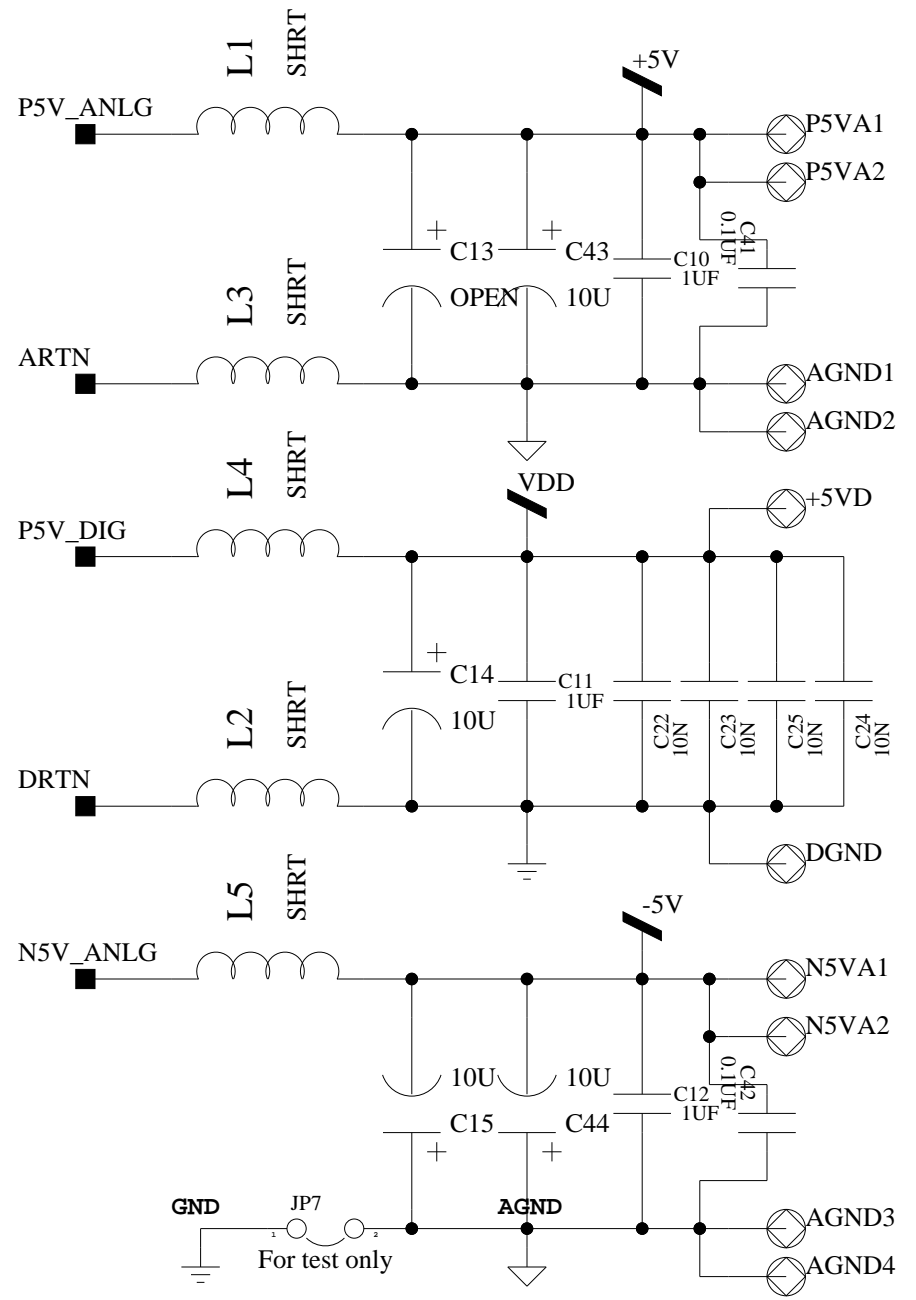 L1
SHRT
+5V
P5V_ANLG
P5VA1
P5VA2
+
C13
OPEN
+
C43
10U
C10
1UF
C41
0.1UF
L3
SHRT
ARTN
AGND1
AGND2
L4
SHRT
VDD
+5VD
P5V_DIG
+
C14
10U
C11
1UF
C22
10N
C23
10N
C25
10N
C24
10N
L2
SHRT
DRTN
DGND
L5
SHRT
-5V
N5V_ANLG
N5VA1
N5VA2
10U
C15
+
10U
C44
+
C12
1UF
C42
0.1UF
GND
JP7
1
2
For test only
AGND
AGND3
AGND4